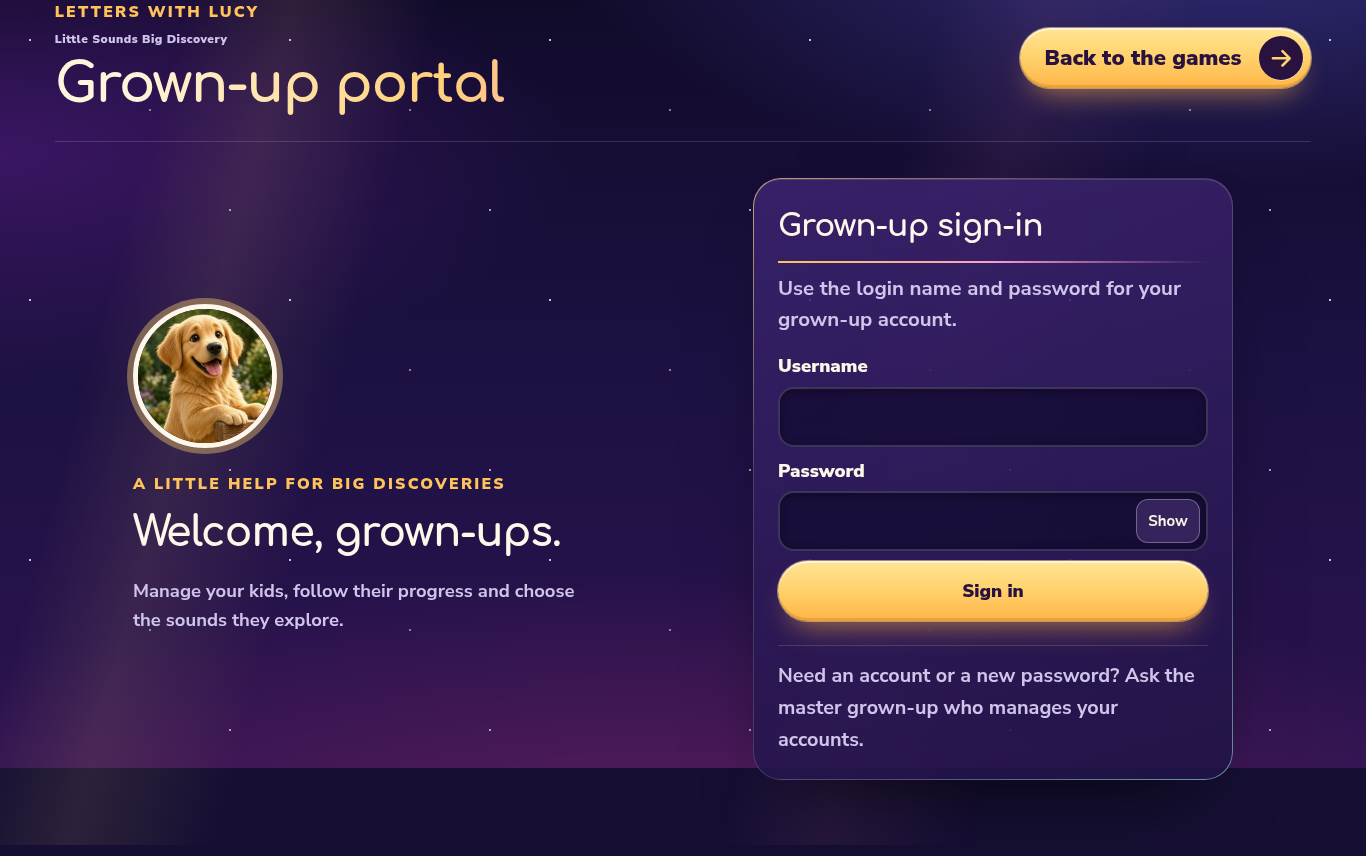 LETTERS WITH LUCY
Little Sounds Big Discovery
Grown-up portal
Back to the games
A LITTLE HELP FOR BIG DISCOVERIES
Welcome, grown-ups.
Manage your kids, follow their progress and choose
the sounds they explore.
Grown-up sign-in
Use the login name and password for your
grown-up account.
Username
Password
Show
Sign in
Need an account or a new password? Ask the
master grown-up who manages your
accounts.